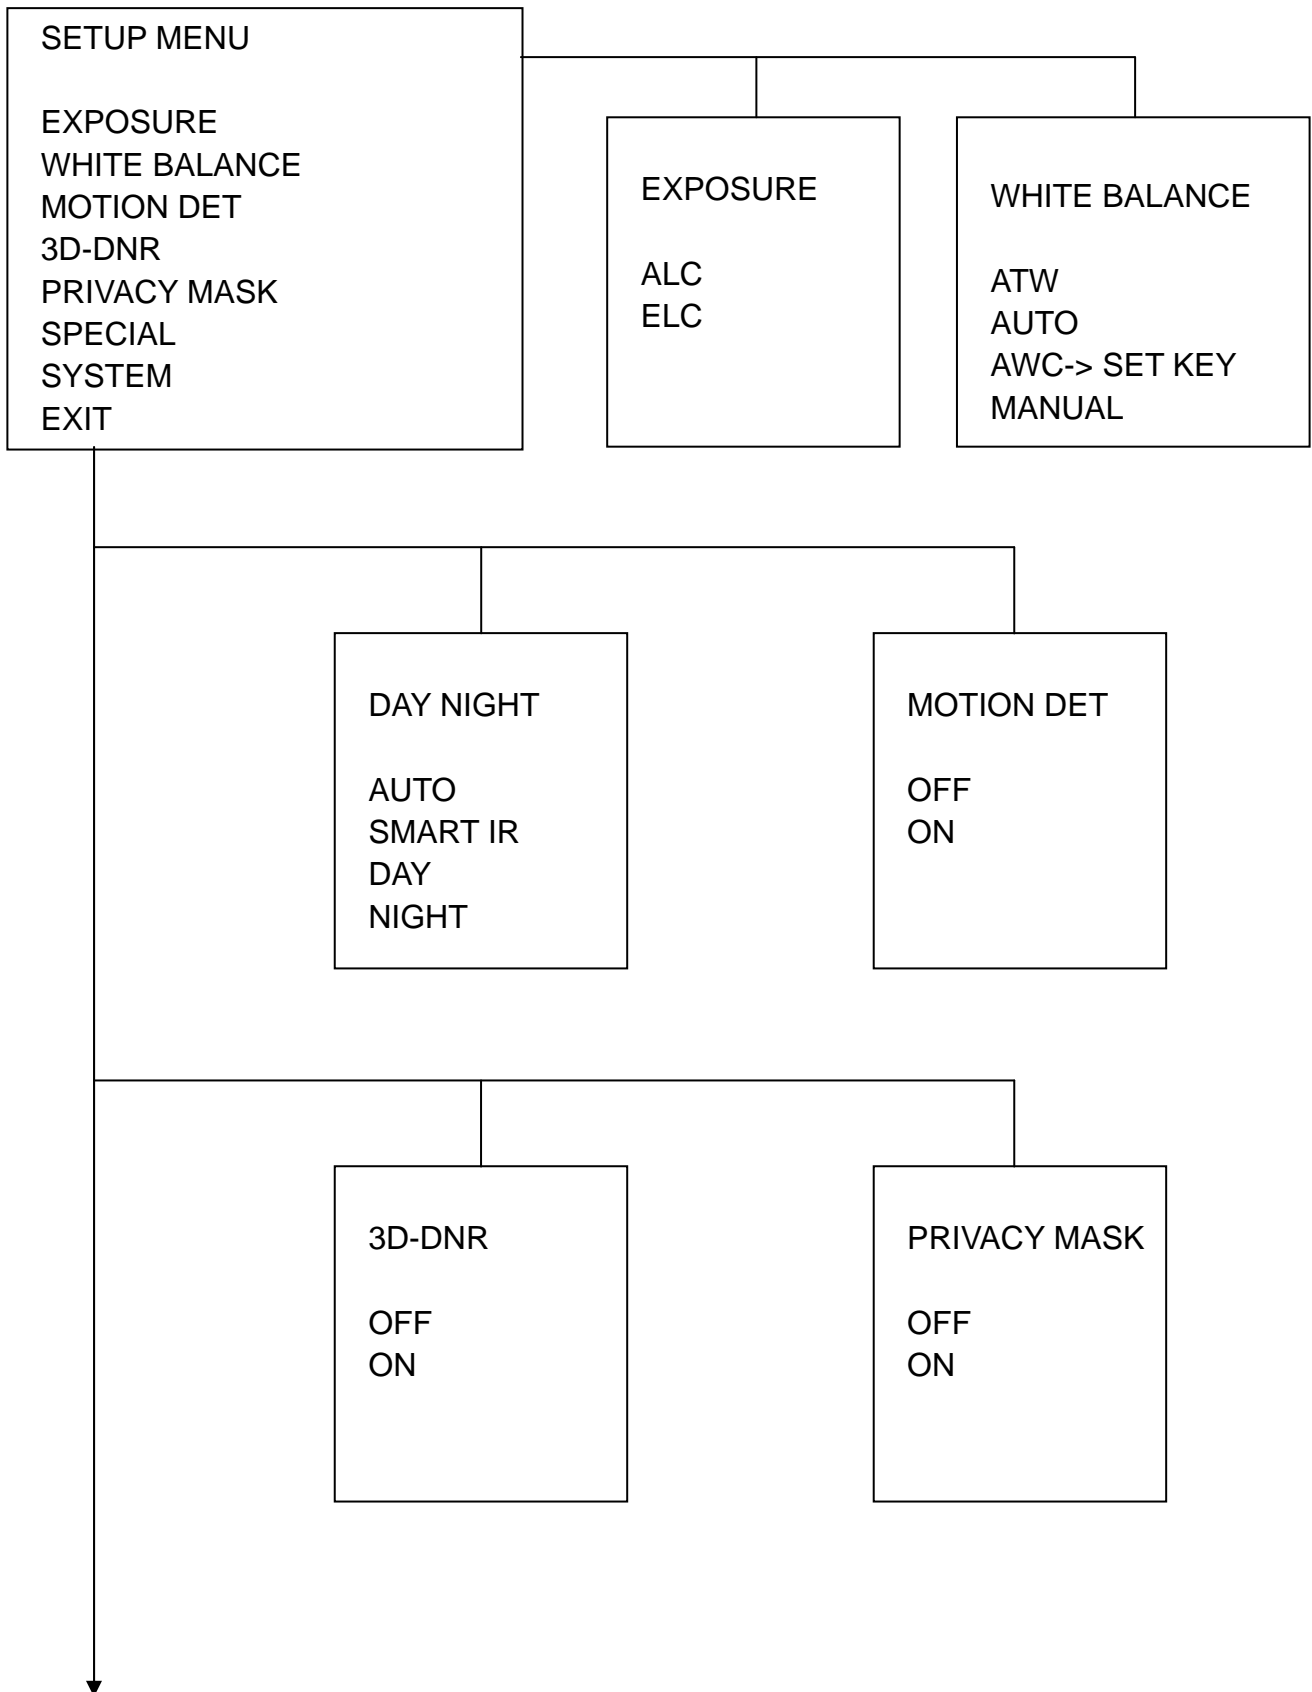 SETUP MENU
EXPOSURE
WHITE BALANCE
MOTION DET
3D-DNR
PRIVACY MASK
SPECIAL
SYSTEM
EXIT
EXPOSURE
ALC
ELC
WHITE BALANCE
ATW
AUTO
AWC-> SET KEY
MANUAL
DAY NIGHT
AUTO
SMART IR
DAY
NIGHT
MOTION DET
OFF
ON
3D-DNR
OFF
ON
PRIVACY MASK
OFF
ON